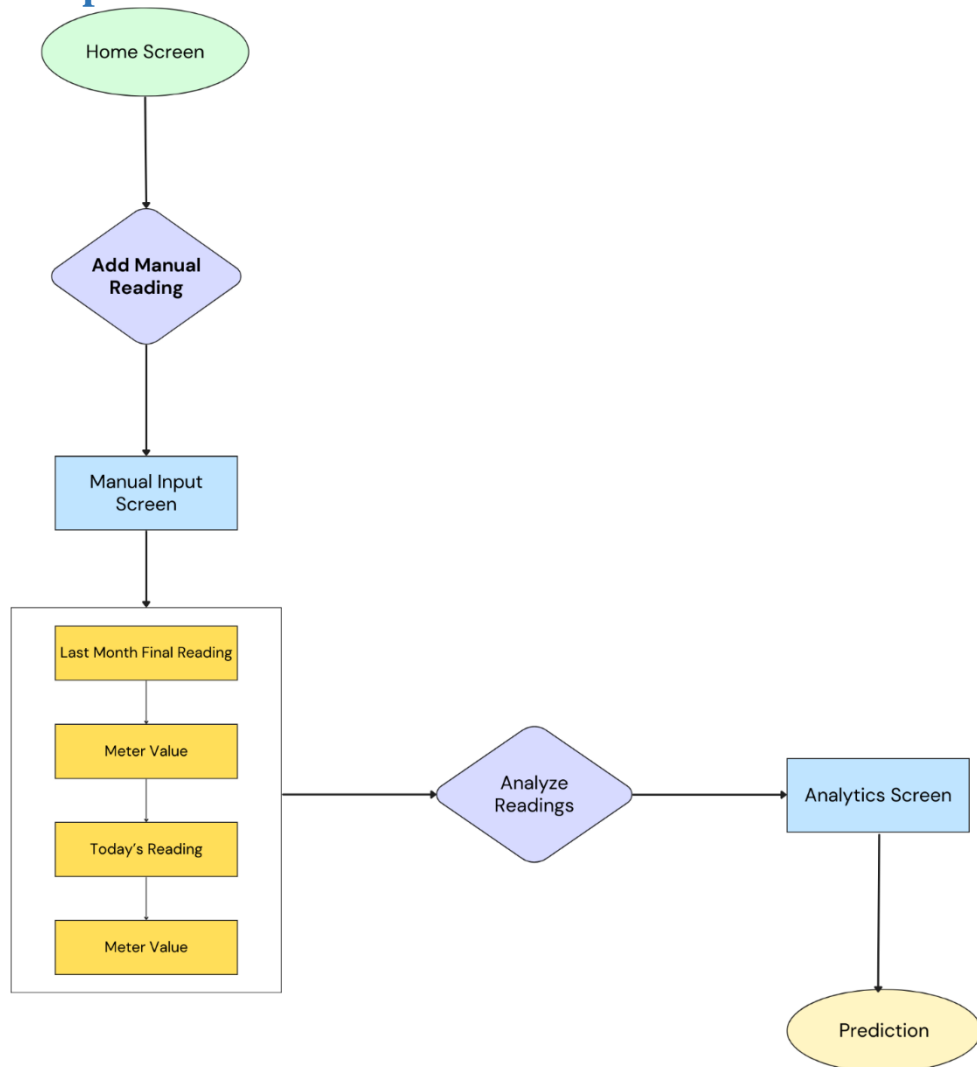 Home Screen
Add Manual
Reading
Manual Input
Screen
Last Month Final Reading
Meter Value
Today's Reading
Meter Value
Analyze
Readings
Analytics Screen
Prediction